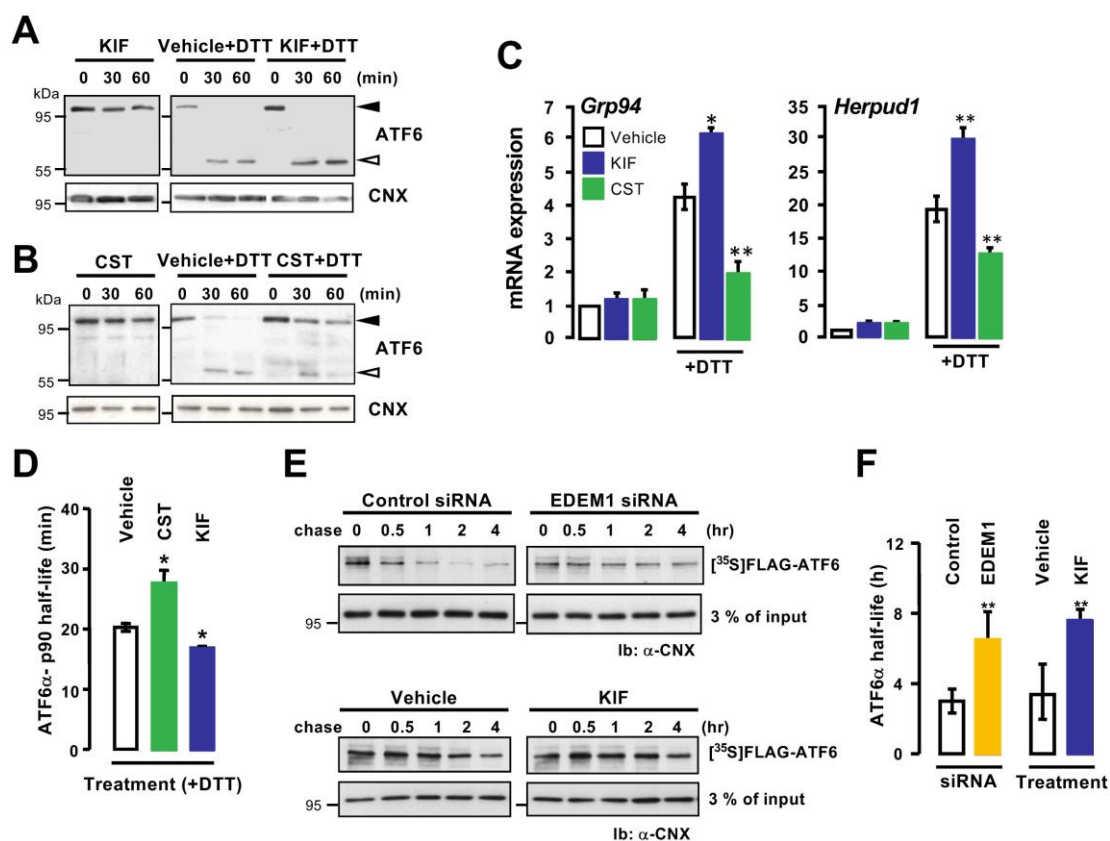 A
KIF Vehicle+DTT KIF+DTT
0 30 60 0 30 60 0 30 60 (min)
kDa
95
ATF6
55
95 CNX
B
CST Vehicle+DTT CST+DTT
0 30 60 0 30 60 0 30 60 (min)
kDa
95
ATF6
55
95 CNX
C
mRNA expression
Grp94
7
6
5
4
3
2
1
0
Vehicle
KIF
CST
*
**
+DTT
Herpud1
35
30
25
20
15
10
5
0
**
**
+DTT
D
ATF6α- p90 half-life (min)
40
30
20
10
0
Vehicle
CST
KIF
*
*
Treatment (+DTT)
E
Control siRNA EDEM1 siRNA
chase 0 0.5 1 2 4 0 0.5 1 2 4 (hr)
[³⁵S]FLAG-ATF6
95 3 % of input
Ib: α-CNX
Vehicle KIF
chase 0 0.5 1 2 4 0 0.5 1 2 4 (hr)
[³⁵S]FLAG-ATF6
95 3 % of input
Ib: α-CNX
F
ATF6α half-life (h)
12
8
4
0
Control
EDEM1
Vehicle
KIF
**
**
siRNA Treatment